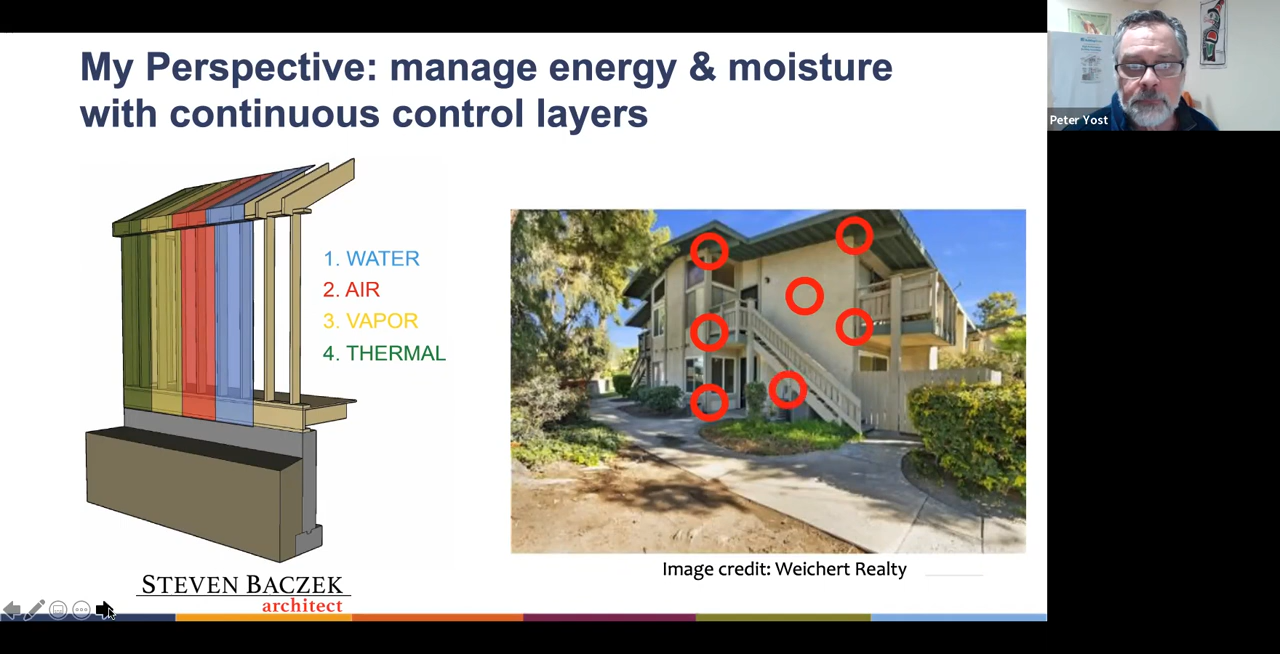 My Perspective: manage energy & moisture
with continuous control layers
1. WATER
2. AIR
3. VAPOR
4. THERMAL
STEVEN BACZEK
architect
Image credit: Weichert Realty
Peter Yost